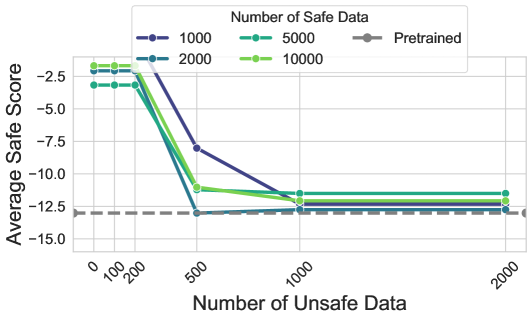 Number of Safe Data
1000 5000 Pretrained
2000 10000
−2.5
−5.0
−7.5
−10.0
−12.5
−15.0
Average Safe Score
0 100 200 500 1000 2000
Number of Unsafe Data